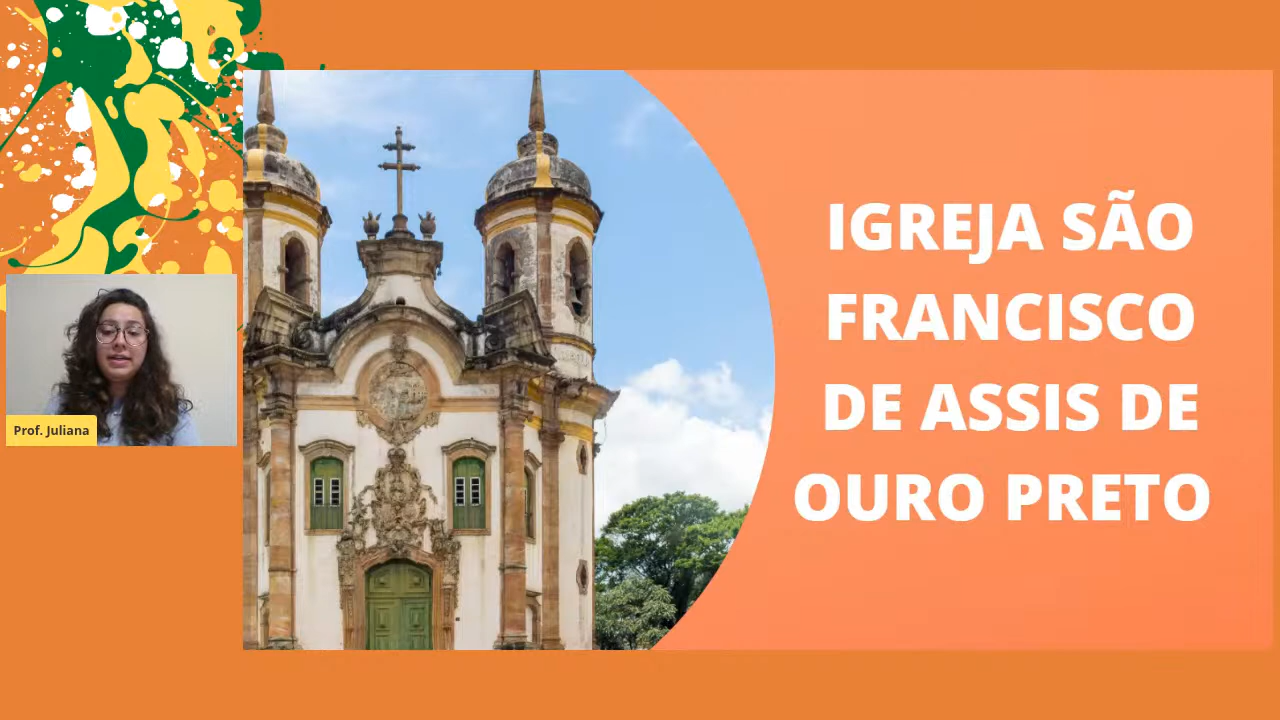 IGREJA SÃO
FRANCISCO
DE ASSIS DE
OURO PRETO
Prof. Juliana